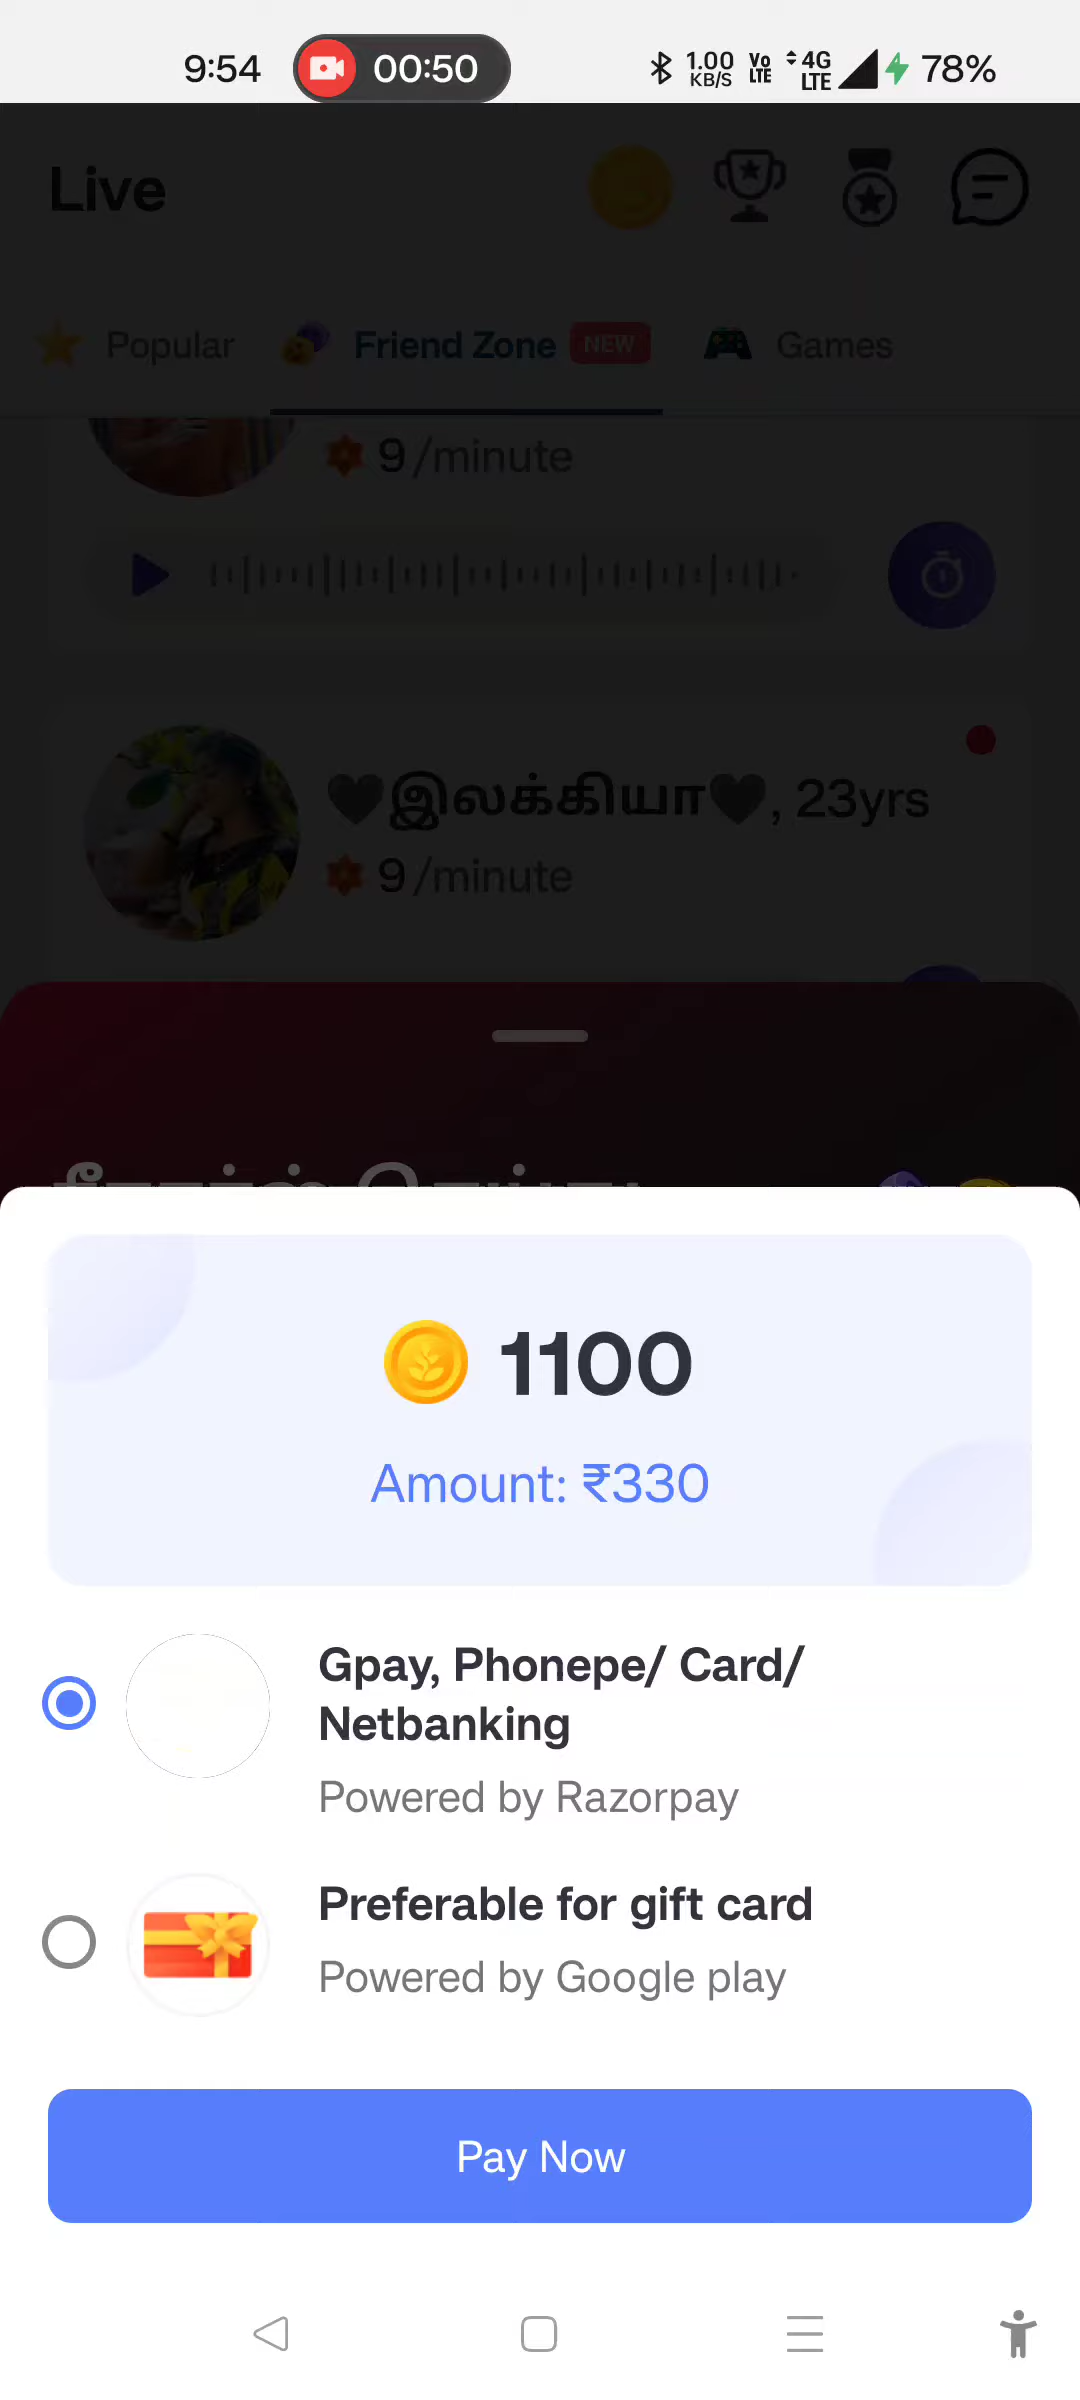 9:54
00:50
1.00 KB/S
Vo LTE
4G LTE
78%
Live
Popular
Friend Zone
NEW
Games
9 /minute
🖤இலக்கியா🖤, 23yrs
9 /minute
1100
Amount: ₹330
Gpay, Phonepe/ Card/
Netbanking
Powered by Razorpay
Preferable for gift card
Powered by Google play
Pay Now